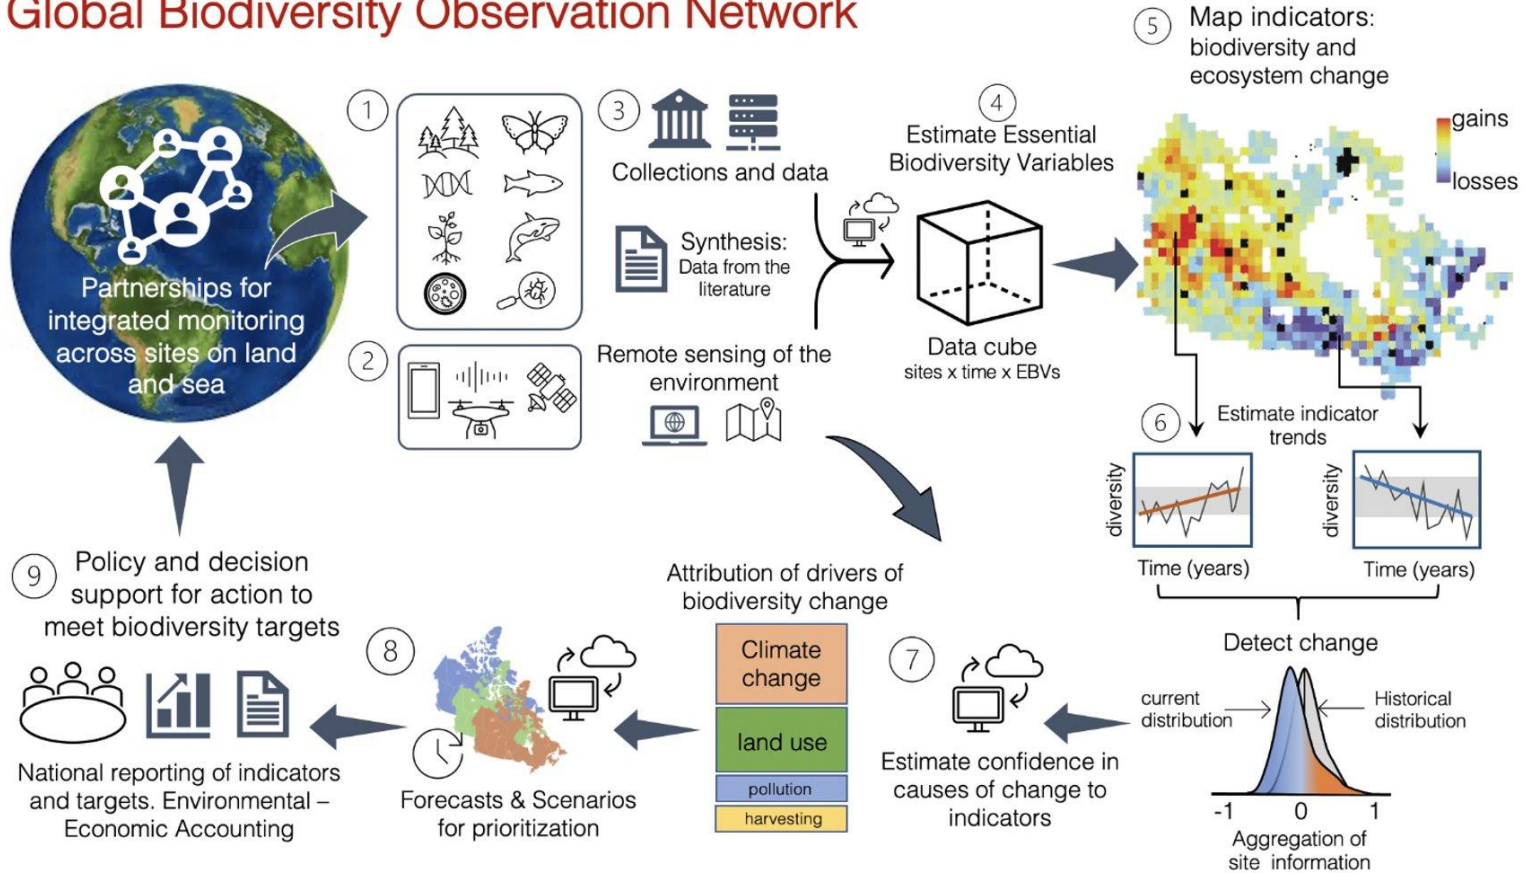 Global Biodiversity Observation Network
Partnerships for
integrated monitoring
across sites on land
and sea
1
2
3
Collections and data
Synthesis:
Data from the
literature
Remote sensing of the
environment
4
Estimate Essential
Biodiversity Variables
Data cube
sites x time x EBVs
5
Map indicators:
biodiversity and
ecosystem change
gains
losses
6
Estimate indicator
trends
diversity
Time (years)
diversity
Time (years)
Detect change
current
distribution
Historical
distribution
-1
0
1
Aggregation of
site information
7
Estimate confidence in
causes of change to
indicators
Attribution of drivers of
biodiversity change
Climate
change
land use
pollution
harvesting
8
Forecasts & Scenarios
for prioritization
9
Policy and decision
support for action to
meet biodiversity targets
National reporting of indicators
and targets. Environmental –
Economic Accounting